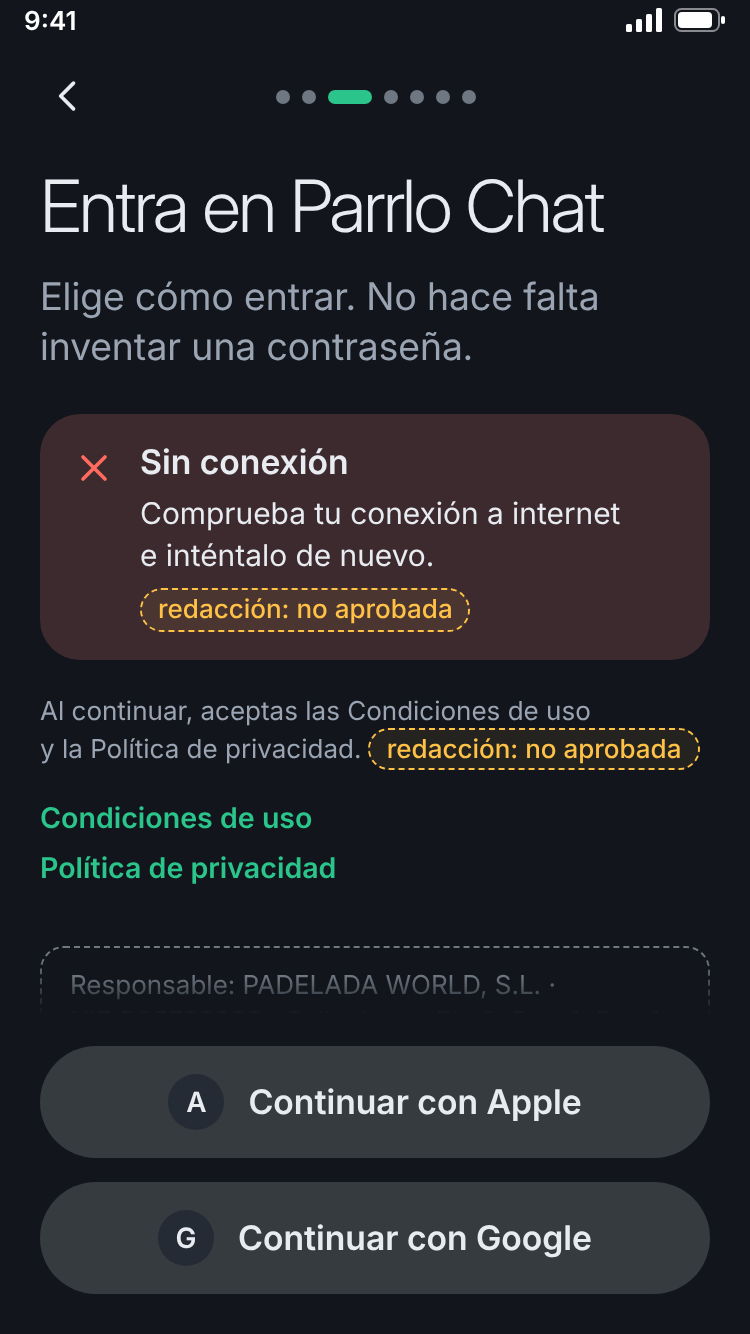 9:41
Entra en Parrlo Chat
Elige cómo entrar. No hace falta
inventar una contraseña.
Sin conexión
Comprueba tu conexión a internet
e inténtalo de nuevo.
redacción: no aprobada
Al continuar, aceptas las Condiciones de uso
y la Política de privacidad. redacción: no aprobada
Condiciones de uso
Política de privacidad
Responsable: PADELADA WORLD, S.L. ·
A Continuar con Apple
G Continuar con Google